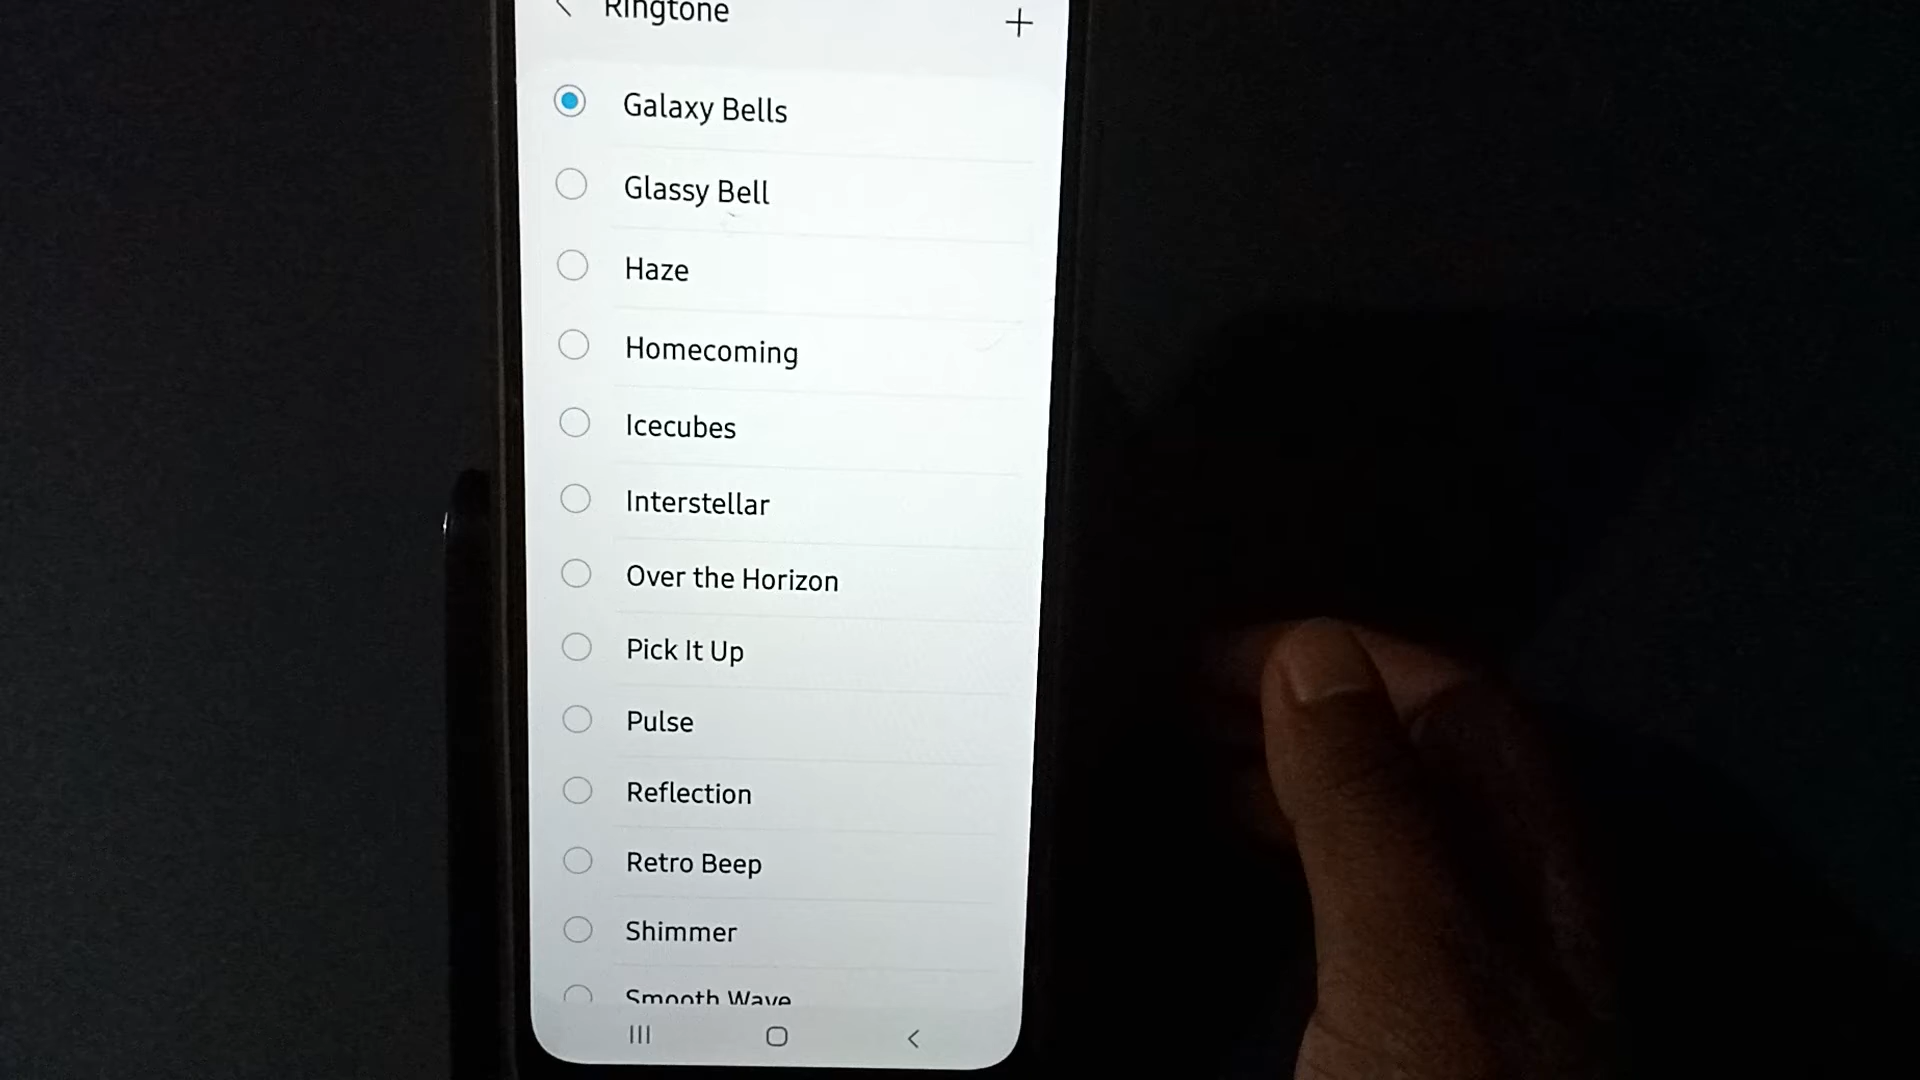 Ringtone
Galaxy Bells
Glassy Bell
Haze
Homecoming
Icecubes
Interstellar
Over the Horizon
Pick It Up
Pulse
Reflection
Retro Beep
Shimmer
Smooth Wave